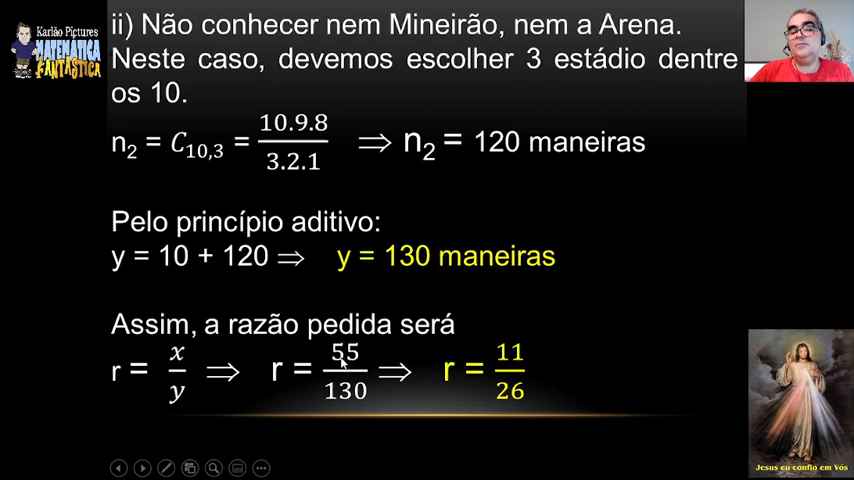 Karlão Pictures
MATEMÁTICA
FANTÁSTICA
ii) Não conhecer nem Mineirão, nem a Arena.
Neste caso, devemos escolher 3 estádio dentre
os 10.
n₂ = C₁₀,₃ = 10.9.8 / 3.2.1 ⇒ n₂ = 120 maneiras
Pelo princípio aditivo:
y = 10 + 120 ⇒ y = 130 maneiras
Assim, a razão pedida será
r = x/y ⇒ r = 55/130 ⇒ r = 11/26
Jesus eu confio em Vós